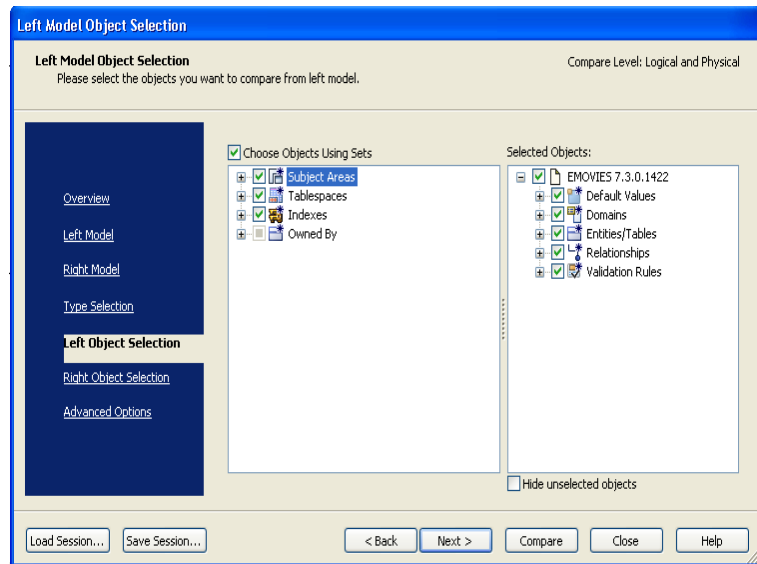 Left Model Object Selection
Left Model Object Selection
Please select the objects you want to compare from left model.
Compare Level: Logical and Physical
Overview
Left Model
Right Model
Type Selection
Left Object Selection
Right Object Selection
Advanced Options
Choose Objects Using Sets
Subject Areas
Tablespaces
Indexes
Owned By
Selected Objects:
EMOVIES 7.3.0.1422
Default Values
Domains
Entities/Tables
Relationships
Validation Rules
Hide unselected objects
Load Session...
Save Session...
< Back
Next >
Compare
Close
Help